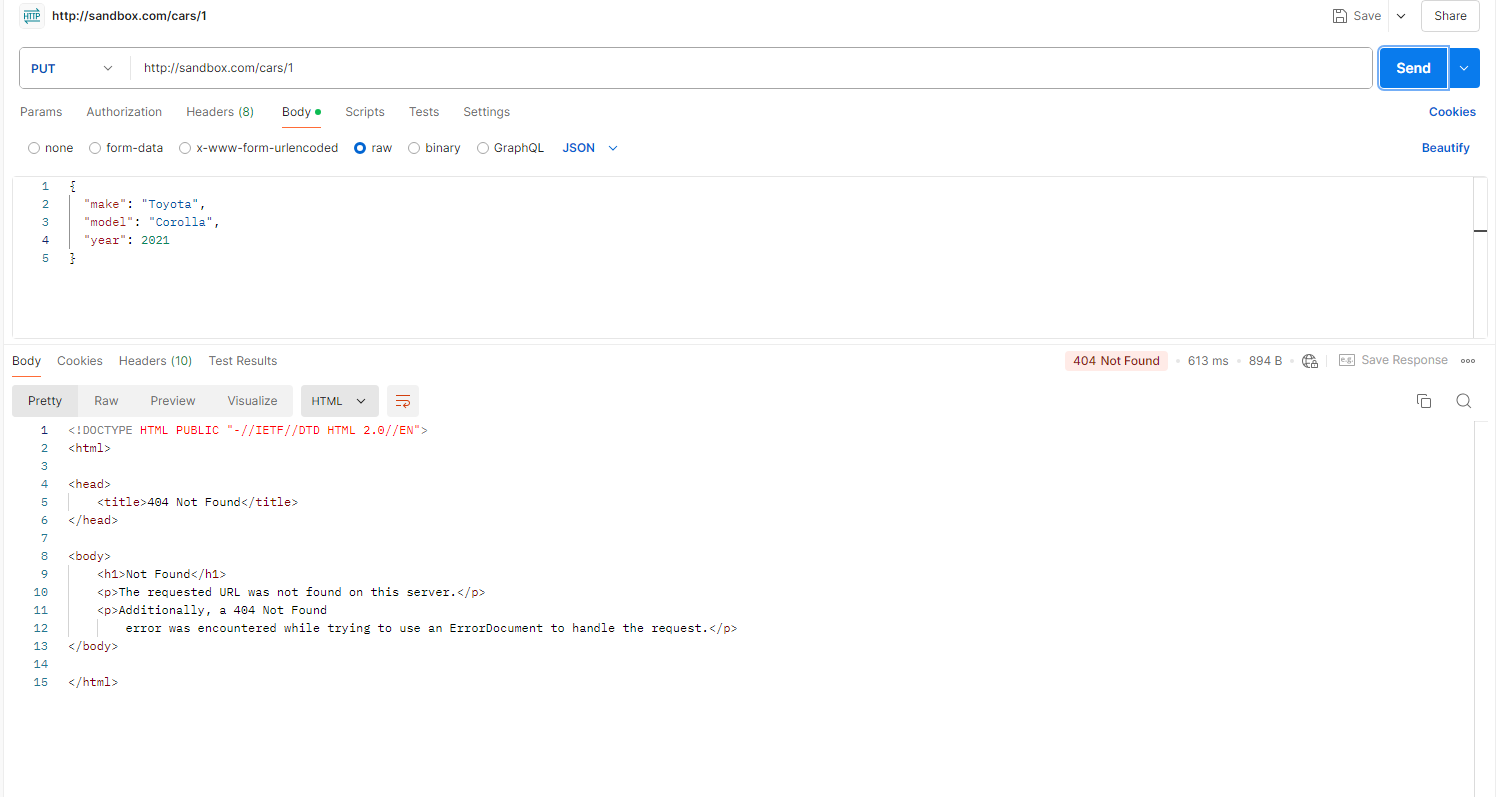 HTTP http://sandbox.com/cars/1 Save Share
PUT http://sandbox.com/cars/1 Send
Params Authorization Headers (8) Body Scripts Tests Settings Cookies
none form-data x-www-form-urlencoded raw binary GraphQL JSON Beautify
1 {
2 "make": "Toyota",
3 "model": "Corolla",
4 "year": 2021
5 }
Body Cookies Headers (10) Test Results 404 Not Found 613 ms 894 B e.g. Save Response
Pretty Raw Preview Visualize HTML
1 <!DOCTYPE HTML PUBLIC "-//IETF//DTD HTML 2.0//EN">
2 <html>
3
4 <head>
5 <title>404 Not Found</title>
6 </head>
7
8 <body>
9 <h1>Not Found</h1>
10 <p>The requested URL was not found on this server.</p>
11 <p>Additionally, a 404 Not Found
12 error was encountered while trying to use an ErrorDocument to handle the request.</p>
13 </body>
14
15 </html>